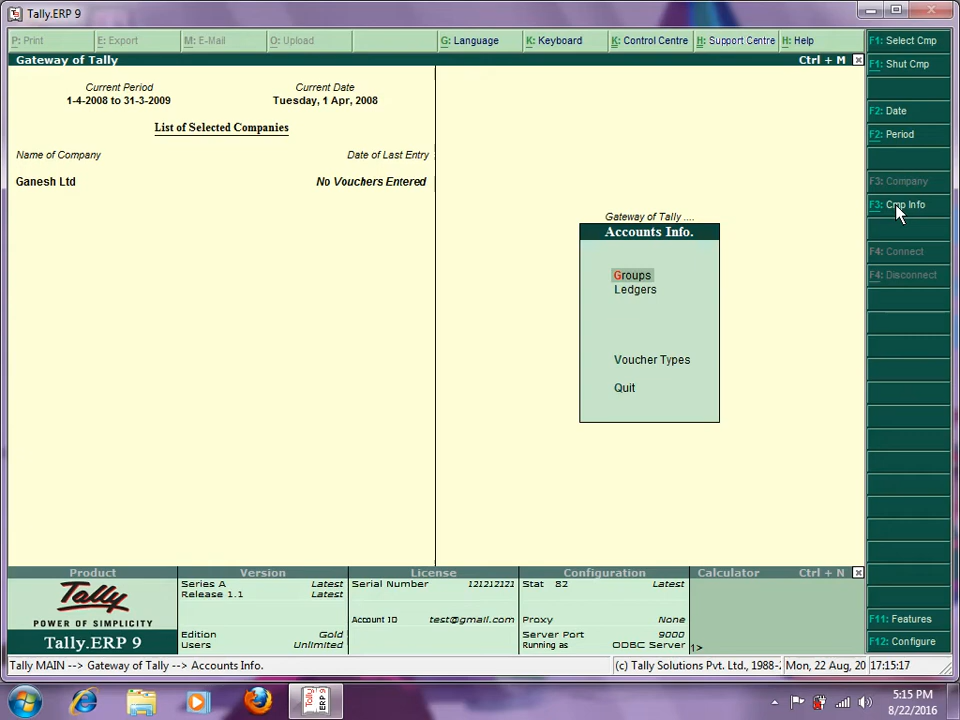 Tally.ERP 9
P: Print E: Export M: E-Mail O: Upload G: Language K: Keyboard K: Control Centre H: Support Centre H: Help
F1: Select Cmp
F1: Shut Cmp
F2: Date
F2: Period
F3: Company
F3: Cmp Info
F4: Connect
F4: Disconnect
F11: Features
F12: Configure
Gateway of Tally Ctrl + M
Current Period Current Date
1-4-2008 to 31-3-2009 Tuesday, 1 Apr, 2008
List of Selected Companies
Name of Company Date of Last Entry
Ganesh Ltd No Vouchers Entered
Gateway of Tally ....
Accounts Info.
Groups
Ledgers
Voucher Types
Quit
Product Version License Configuration Calculator Ctrl + N
Tally
POWER OF SIMPLICITY
Tally.ERP 9
Series A Latest
Release 1.1 Latest
Edition Gold
Users Unlimited
Serial Number 121212121
Account ID test@gmail.com
Stat 82 Latest
Proxy None
Server Port 9000
Running as ODBC Server
1>
Tally MAIN --> Gateway of Tally --> Accounts Info. (c) Tally Solutions Pvt. Ltd., 1988- Mon, 22 Aug, 20 17:15:17
Tally
ERP 9
5:15 PM
8/22/2016